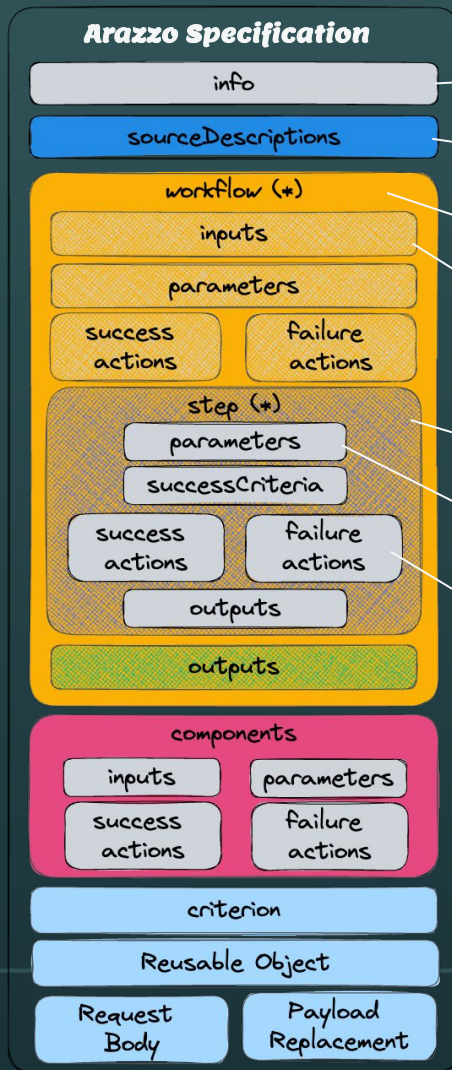 Arazzo Specification
info
sourceDescriptions
workflow (*)
inputs
parameters
success
actions
failure
actions
step (*)
parameters
successCriteria
success
actions
failure
actions
outputs
outputs
components
inputs
parameters
success
actions
failure
actions
criterion
Reusable Object
Request
Body
Payload
Replacement